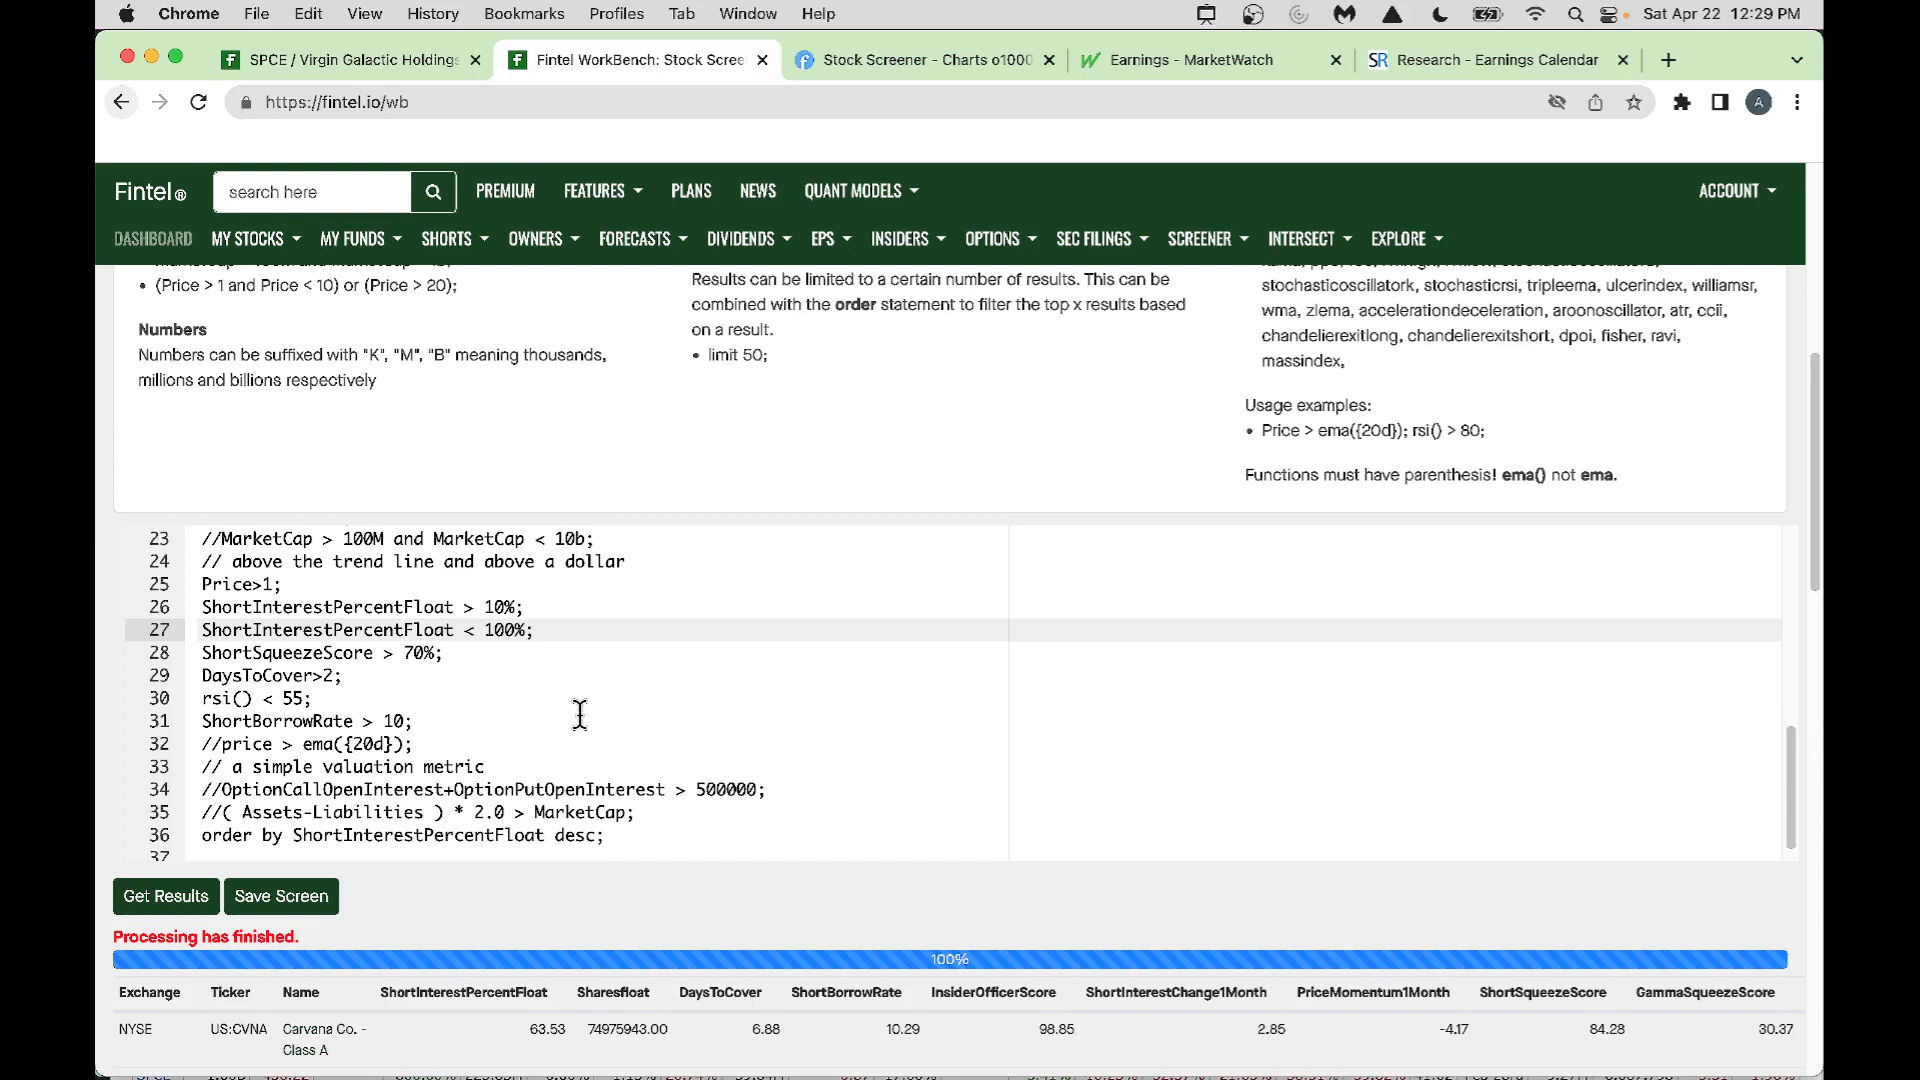 Chrome File Edit View History Bookmarks Profiles Tab Window Help Sat Apr 22 12:29 PM
SPCE / Virgin Galactic Holdings Fintel WorkBench: Stock Scree Stock Screener - Charts o1000 Earnings - MarketWatch SR Research - Earnings Calendar
https://fintel.io/wb A
Fintel® search here PREMIUM FEATURES PLANS NEWS QUANT MODELS ACCOUNT
DASHBOARD MY STOCKS MY FUNDS SHORTS OWNERS FORECASTS DIVIDENDS EPS INSIDERS OPTIONS SEC FILINGS SCREENER INTERSECT EXPLORE
• (Price > 1 and Price < 10) or (Price > 20);
Numbers
Numbers can be suffixed with "K", "M", "B" meaning thousands,
millions and billions respectively
Results can be limited to a certain number of results. This can be
combined with the order statement to filter the top x results based
on a result.
• limit 50;
stochasticoscillatork, stochasticrsi, tripleema, ulcerindex, williamsr,
wma, zlema, accelerationdeceleration, aroonoscillator, atr, ccii,
chandelierexitlong, chandelierexitshort, dpoi, fisher, ravi,
massindex,
Usage examples:
• Price > ema({20d}); rsi() > 80;
Functions must have parenthesis! ema() not ema.
23 //MarketCap > 100M and MarketCap < 10b;
24 // above the trend line and above a dollar
25 Price>1;
26 ShortInterestPercentFloat > 10%;
27 ShortInterestPercentFloat < 100%;
28 ShortSqueezeScore > 70%;
29 DaysToCover>2;
30 rsi() < 55;
31 ShortBorrowRate > 10;
32 //price > ema({20d});
33 // a simple valuation metric
34 //OptionCallOpenInterest+OptionPutOpenInterest > 500000;
35 //( Assets-Liabilities ) * 2.0 > MarketCap;
36 order by ShortInterestPercentFloat desc;
37
Get Results Save Screen
Processing has finished.
100%
Exchange Ticker Name ShortInterestPercentFloat Sharesfloat DaysToCover ShortBorrowRate InsiderOfficerScore ShortInterestChange1Month PriceMomentum1Month ShortSqueezeScore GammaSqueezeScore
NYSE US:CVNA Carvana Co. - 63.53 74975943.00 6.88 10.29 98.85 2.85 -4.17 84.28 30.37
Class A